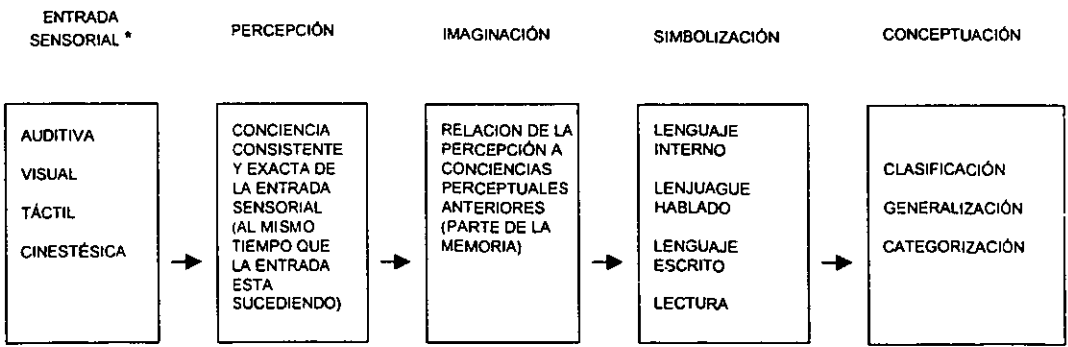 ENTRADA
SENSORIAL *
PERCEPCIÓN
IMAGINACIÓN
SIMBOLIZACIÓN
CONCEPTUACIÓN
AUDITIVA
VISUAL
TÁCTIL
CINESTÉSICA
CONCIENCIA
CONSISTENTE
Y EXACTA DE
LA ENTRADA
SENSORIAL
(AL MISMO
TIEMPO QUE
LA ENTRADA
ESTA
SUCEDIENDO)
RELACION DE LA
PERCEPCIÓN A
CONCIENCIAS
PERCEPTUALES
ANTERIORES
(PARTE DE LA
MEMORIA)
LENGUAJE
INTERNO
LENJUAGUE
HABLADO
LENGUAJE
ESCRITO
LECTURA
CLASIFICACIÓN
GENERALIZACIÓN
CATEGORIZACIÓN